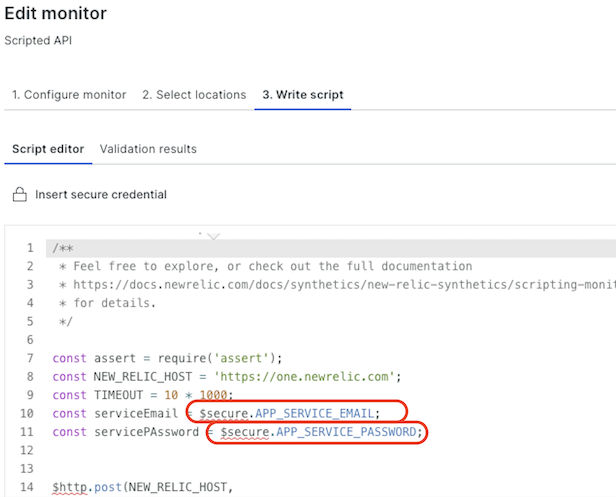 Edit monitor
Scripted API
1. Configure monitor 2. Select locations 3. Write script
Script editor Validation results
Insert secure credential
1 /**
2 * Feel free to explore, or check out the full documentation
3 * https://docs.newrelic.com/docs/synthetics/new-relic-synthetics/scripting-monit
4 * for details.
5 */
6
7 const assert = require('assert');
8 const NEW_RELIC_HOST = 'https://one.newrelic.com';
9 const TIMEOUT = 10 * 1000;
10 const serviceEmail = $secure.APP_SERVICE_EMAIL;
11 const servicePAssword = $secure.APP_SERVICE_PASSWORD;
12
13
14 $http.post(NEW_RELIC_HOST,